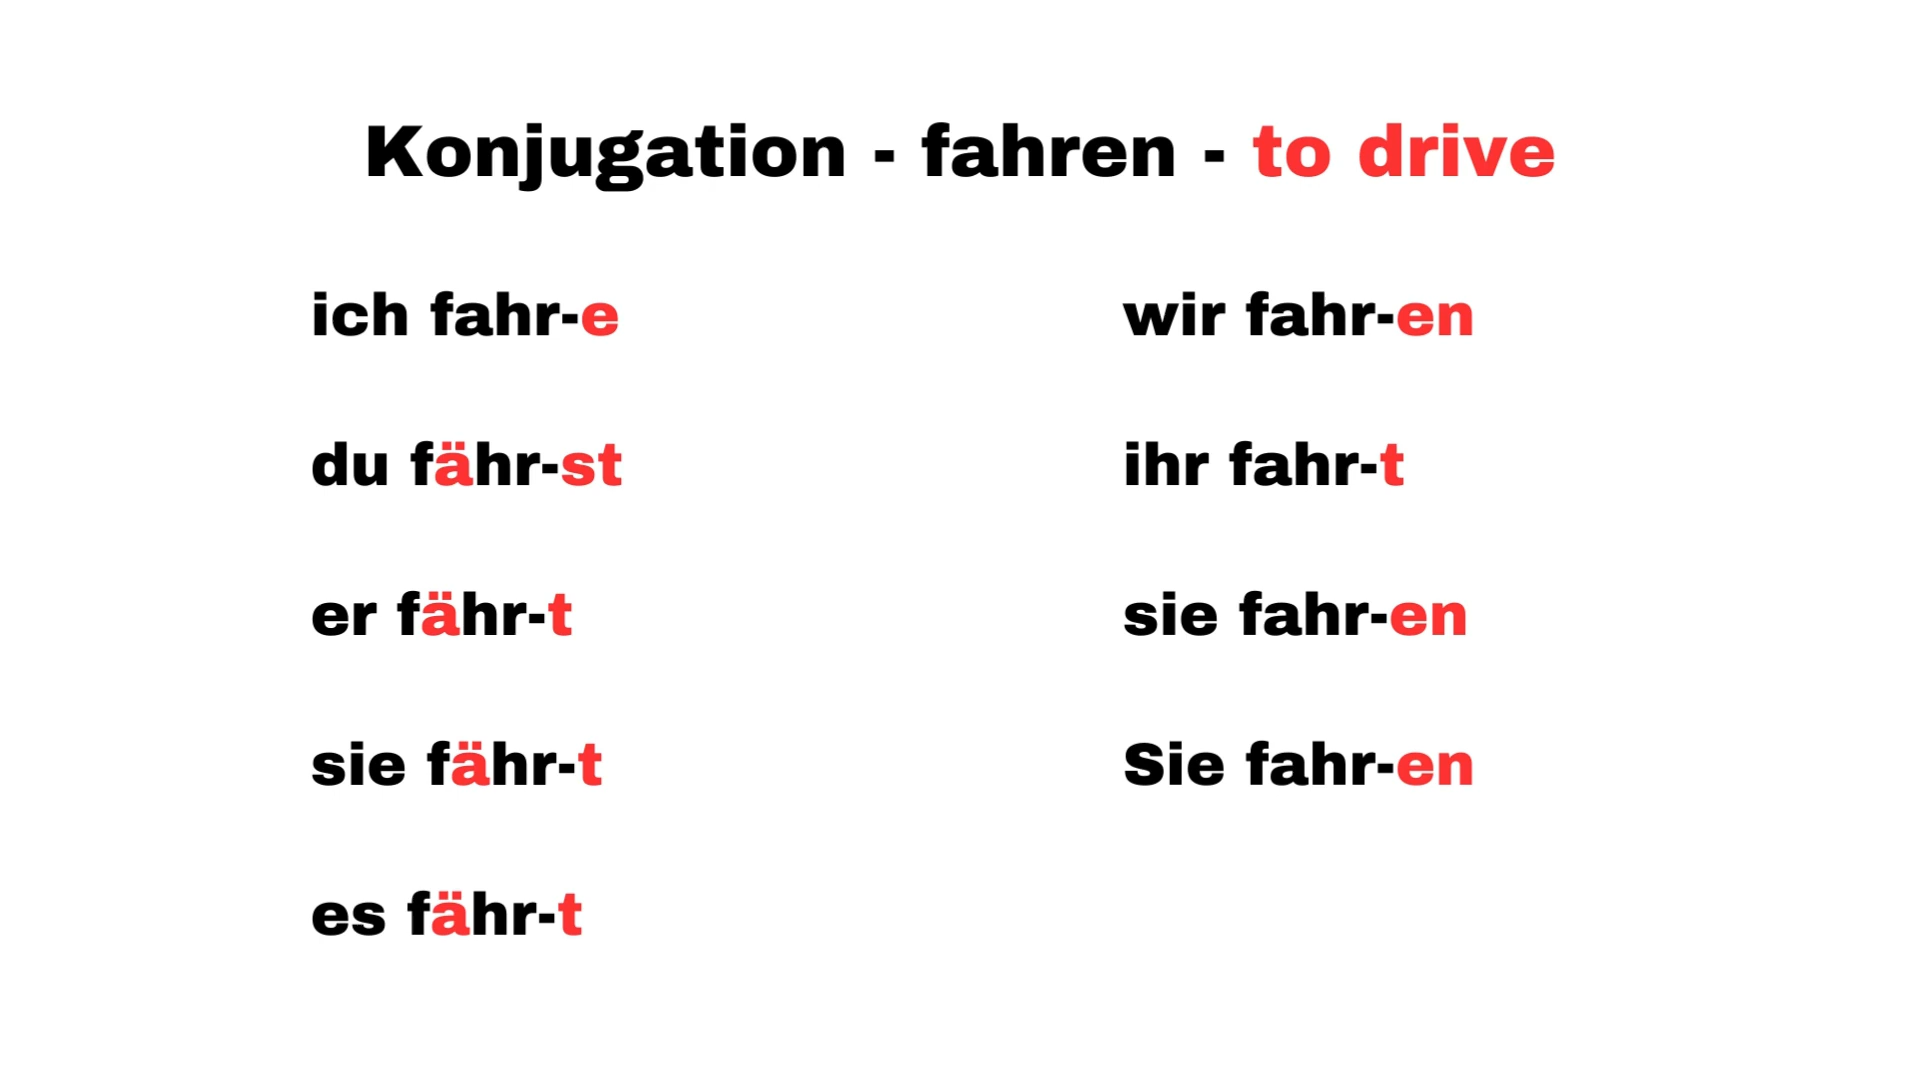 Konjugation - fahren - to drive
ich fahr-e
du fähr-st
er fähr-t
sie fähr-t
es fähr-t
wir fahr-en
ihr fahr-t
sie fahr-en
Sie fahr-en